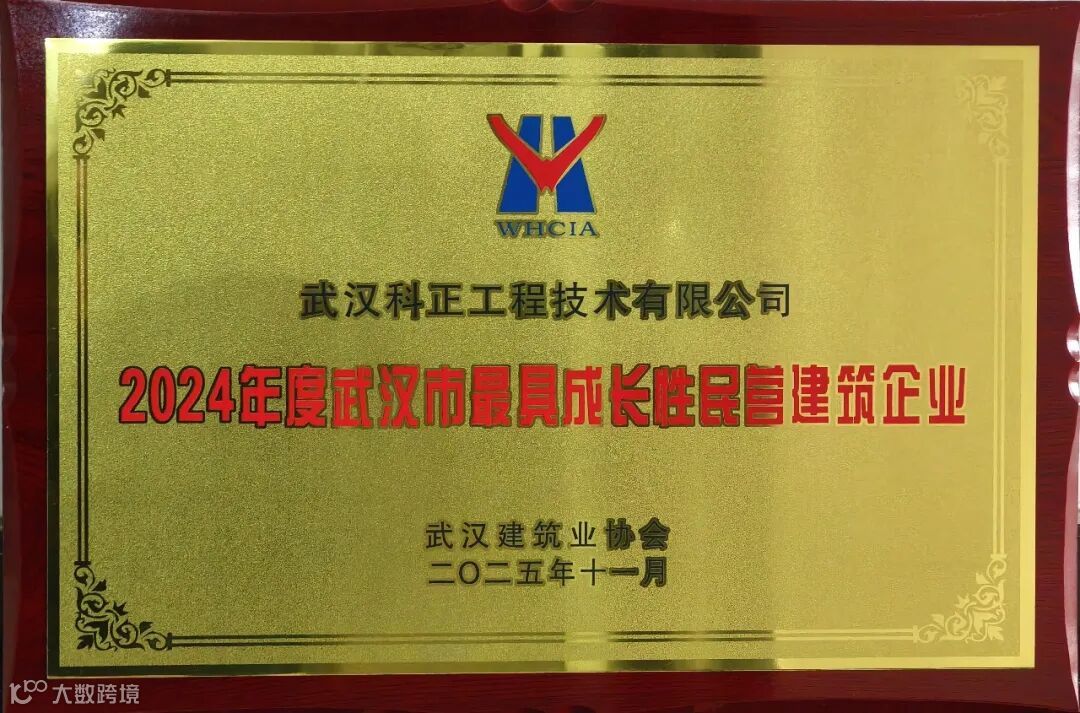 WHCIA
武汉科正工程技术有限公司
2024年度武汉市最具成长性民营建筑企业
武汉建筑业协会
二〇二五年十一月
大数跨境